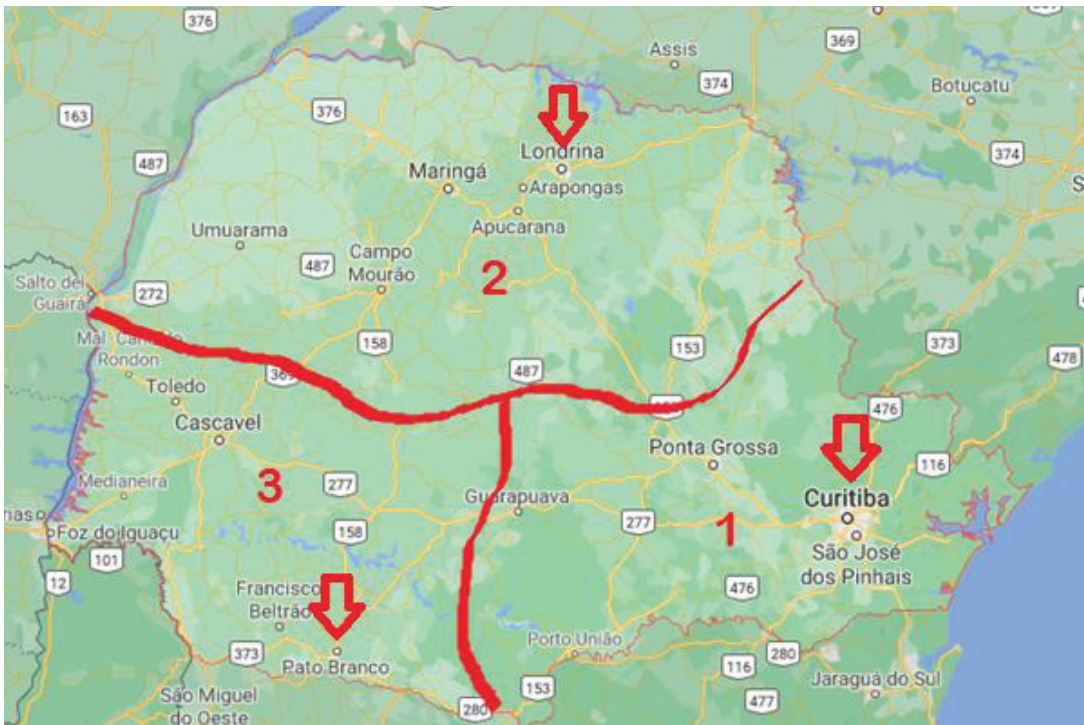 376
369
Assis
374
Botucatu
163
376
Londrina
487
Maringá
Arapongas
374
S
Apucarana
Umuarama
Campo
Mourão
487
2
Salto del
Guairá
272
158
153
373
478
Rondon
369
487
Toledo
476
Cascavel
Ponta Grossa
116
3
277
Medianeira
Guarapuava
Curitiba
1
277
Foz do Iguaçu
158
São José
dos Pinhais
101
12
476
Francisco
Beltrão
Porto União
373
Pato Branco
280
116
153
Jaraguá do Sul
São Miguel
do Oeste
280
477